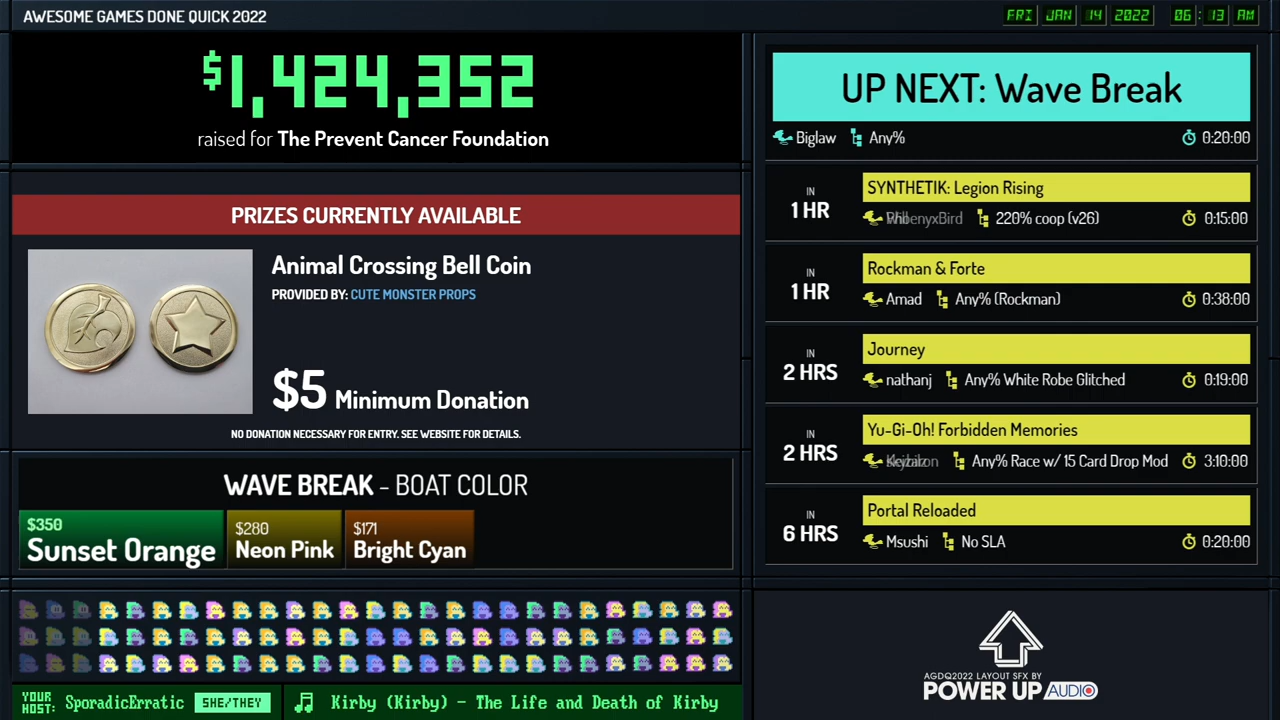 AWESOME GAMES DONE QUICK 2022
FRI JAN 14 2022 06:13 AM
$1,424,352
raised for The Prevent Cancer Foundation
PRIZES CURRENTLY AVAILABLE
Animal Crossing Bell Coin
PROVIDED BY: CUTE MONSTER PROPS
$5 Minimum Donation
NO DONATION NECESSARY FOR ENTRY. SEE WEBSITE FOR DETAILS.
WAVE BREAK - BOAT COLOR
$350
Sunset Orange
$280
Neon Pink
$171
Bright Cyan
YOUR HOST: SporadicErratic SHE/THEY
Kirby (Kirby) - The Life and Death of Kirby
UP NEXT: Wave Break
Biglaw Any% 0:20:00
IN 1 HR
SYNTHETIK: Legion Rising
220% coop (v26) 0:15:00
IN 1 HR
Rockman & Forte
Amad Any% (Rockman) 0:38:00
IN 2 HRS
Journey
nathanj Any% White Robe Glitched 0:19:00
IN 2 HRS
Yu-Gi-Oh! Forbidden Memories
Any% Race w/ 15 Card Drop Mod 3:10:00
IN 6 HRS
Portal Reloaded
Msushi No SLA 0:20:00
AGDQ2022 LAYOUT SFX BY
POWER UP AUDIO